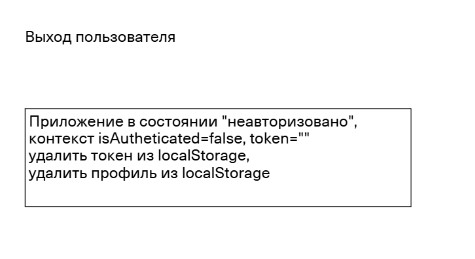 Выход пользователя
Приложение в состоянии "неавторизовано",
контекст isAutheticated=false, token=""
удалить токен из localStorage,
удалить профиль из localStorage